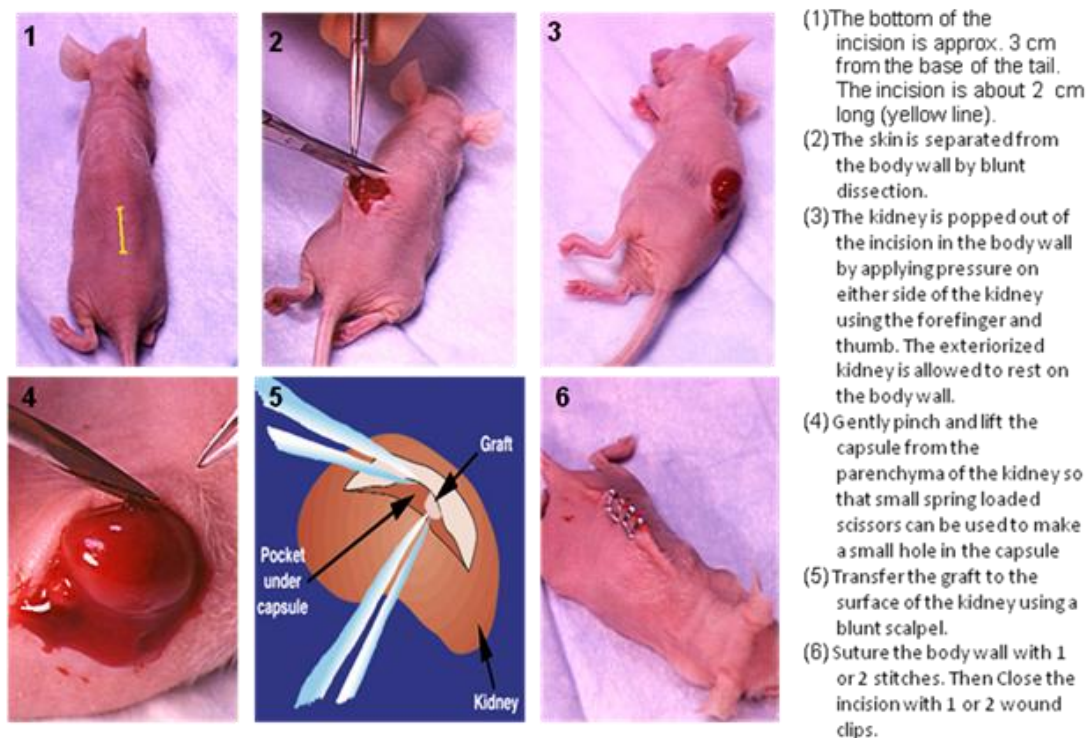 1
2
3
4
5
Graft
Pocket
under
capsule
Kidney
6
(1)The bottom of the
incision is approx. 3 cm
from the base of the tail.
The incision is about 2 cm
long (yellow line).
(2)The skin is separated from
the body wall by blunt
dissection.
(3)The kidney is popped out of
the incision in the body wall
by applying pressure on
either side of the kidney
using the forefinger and
thumb. The exteriorized
kidney is allowed to rest on
the body wall.
(4)Gently pinch and lift the
capsule from the
parenchyma of the kidney so
that small spring loaded
scissors can be used to make
a small hole in the capsule
(5)Transfer the graft to the
surface of the kidney using a
blunt scalpel.
(6)Suture the body wall with 1
or 2 stitches. Then Close the
incision with 1 or 2 wound
clips.